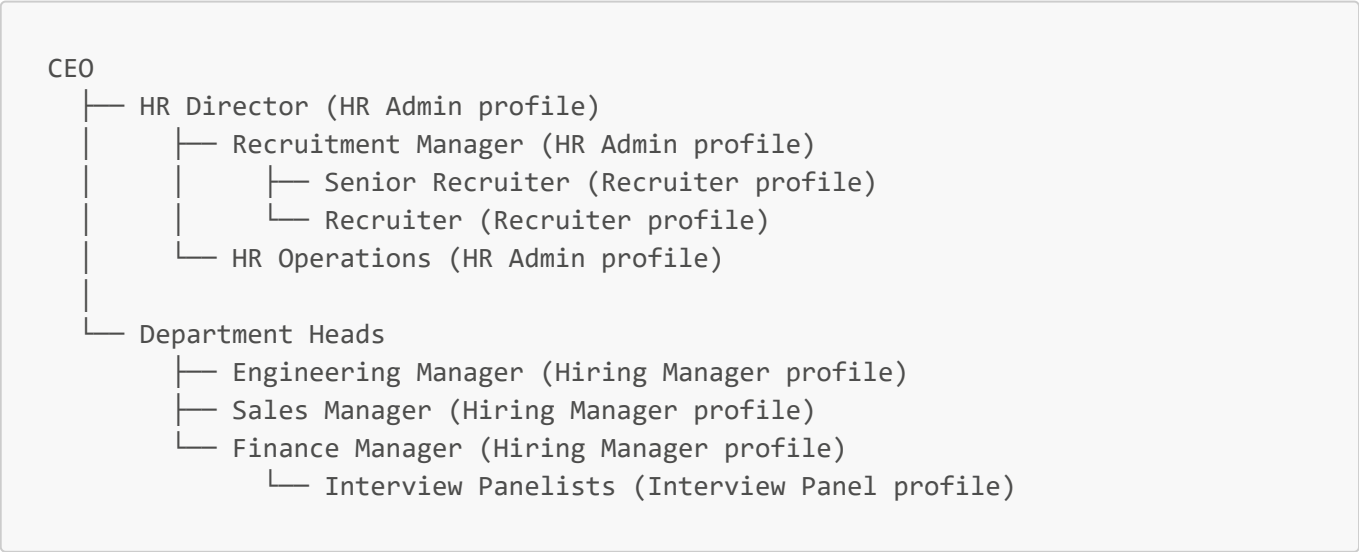 CEO
  ├── HR Director (HR Admin profile)
  │     ├── Recruitment Manager (HR Admin profile)
  │     │     ├── Senior Recruiter (Recruiter profile)
  │     │     └── Recruiter (Recruiter profile)
  │     └── HR Operations (HR Admin profile)
  │
  └── Department Heads
        ├── Engineering Manager (Hiring Manager profile)
        ├── Sales Manager (Hiring Manager profile)
        └── Finance Manager (Hiring Manager profile)
              └── Interview Panelists (Interview Panel profile)